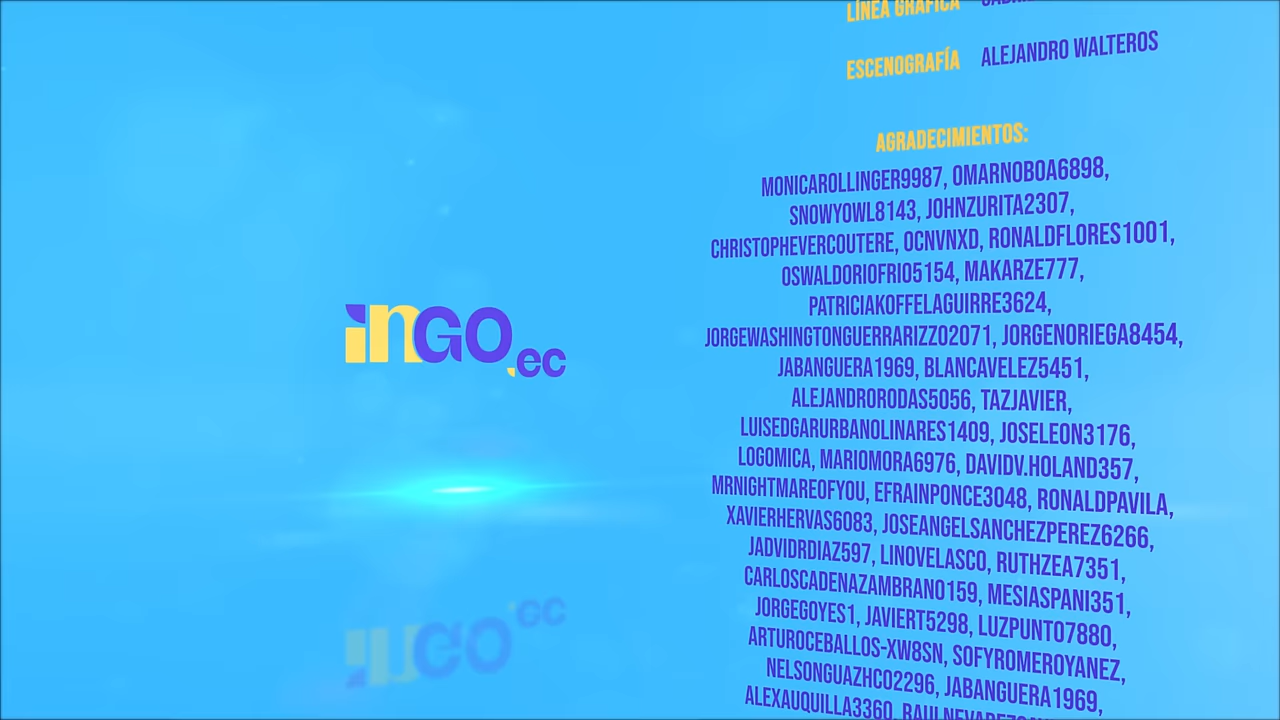 inGO.ec
LÍNEA GRÁFICA
ESCENOGRAFÍA ALEJANDRO WALTEROS
AGRADECIMIENTOS:
MONICAROLLINGER9987, OMARNOBOA6898,
SNOWYOWL8143, JOHNZURITA2307,
CHRISTOPHEVERCOUTERE, OCNVNXD, RONALDFLORES1001,
OSWALDORIOFRIO5154, MAKARZE777,
PATRICIAKOFFELAGUIRRE3624,
JORGEWASHINGTONGUERRARIZZO2071, JORGENORIEGA8454,
JABANGUERA1969, BLANCAVELEZ5451,
ALEJANDRORODAS5056, TAZJAVIER,
LUISEDGARURBANOLINARES1409, JOSELEON3176,
LOGOMICA, MARIOMORA6976, DAVIDV.HOLAND357,
MRNIGHTMAREOFYOU, EFRAINPONCE3048, RONALDPAVILA,
XAVIERHERVAS6083, JOSEANGELSANCHEZPEREZ6266,
JADVIDRDIAZ597, LINOVELASCO, RUTHZEA7351,
CARLOSCADENAZAMBRANO159, MESIASPANI351,
JORGEGOYES1, JAVIERT5298, LUZPUNTO7880,
ARTUROCEBALLOS-XW8SN, SOFYROMEROYANEZ,
NELSONGUAZHCO2296, JABANGUERA1969,
ALEXAUQUILLA3360,